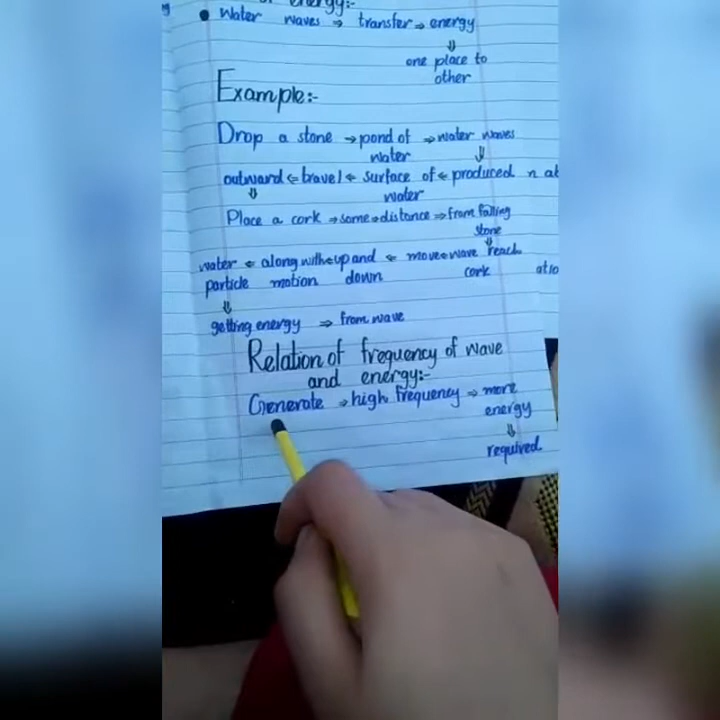 energy:-
• Water waves ⇒ transfer ⇒ energy
⇓
one place to
other
Example:-
Drop a stone → pond of ⇒ water waves
water ⇓
outward ⇐ travel ⇐ surface of ⇐ produced
⇓ water
Place a cork ⇒ some ⇒ distance ⇒ from falling
stone
⇓
water ⇐ along with ⇐ up and ⇐ move ⇐ wave reach
particle motion down cork
⇓
getting energy ⇒ from wave
Relation of frequency of wave
and energy:-
Generate ⇒ high frequency ⇒ more
energy
⇓
required